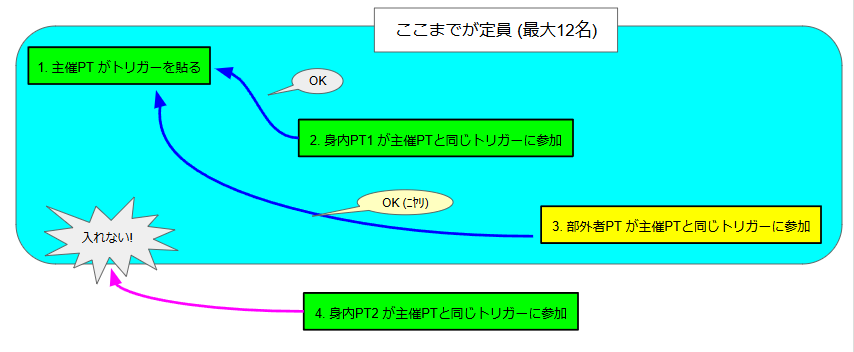 ここまでが定員 (最大12名)
1. 主催PT がトリガーを貼る
OK
2. 身内PT1 が主催PTと同じトリガーに参加
OK (ﾆﾔﾘ)
3. 部外者PT が主催PTと同じトリガーに参加
入れない!
4. 身内PT2 が主催PTと同じトリガーに参加